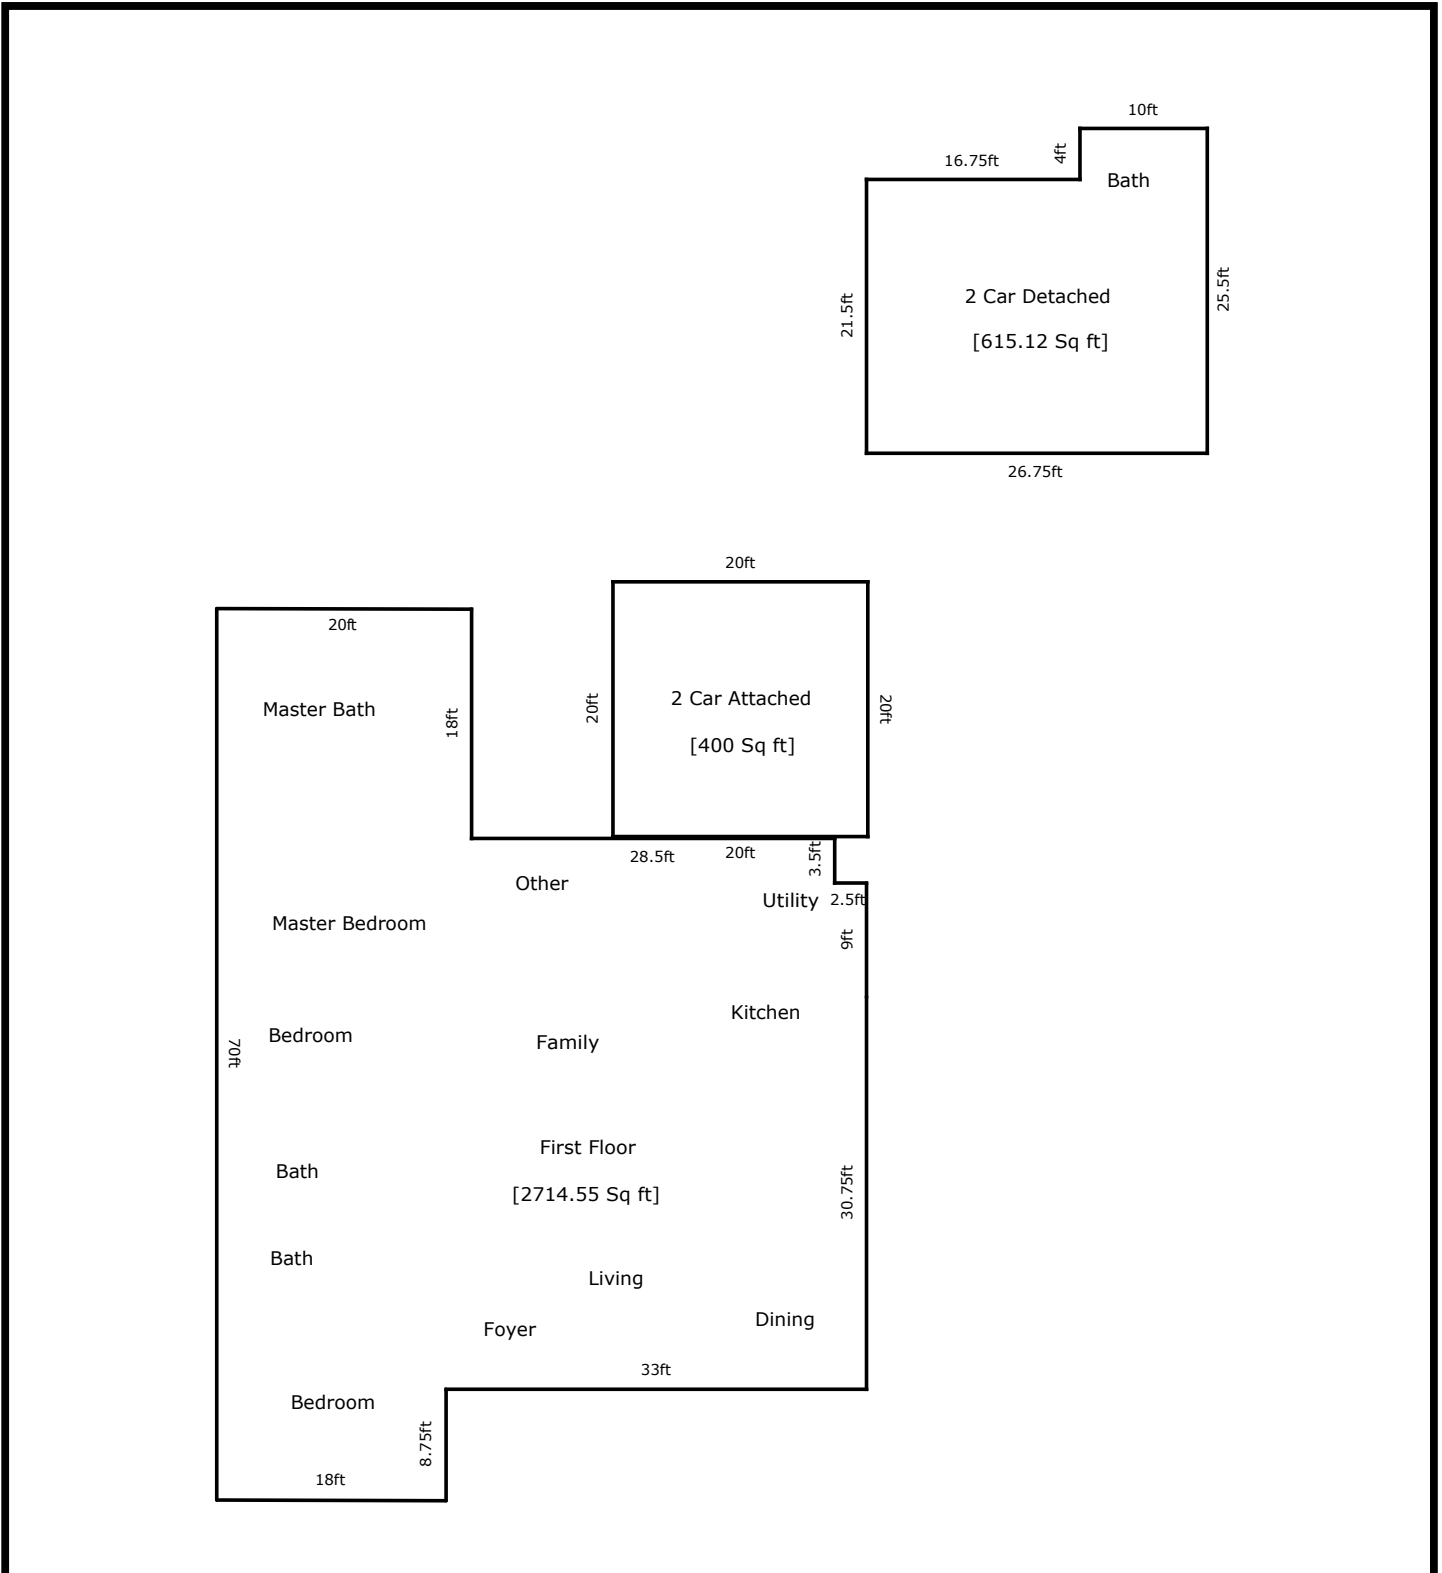 10ft
4ft
16.75ft
Bath
2 Car Detached
25.5ft
21.5ft
[615.12 Sq ft]
26.75ft
20ft
20ft
Master Bath
18ft
20ft
2 Car Attached
20ft
[400 Sq ft]
28.5ft
20ft
3.5ft
Other
Utility
2.5ft
Master Bedroom
9ft
Kitchen
Bedroom
Family
70ft
First Floor
Bath
[2714.55 Sq ft]
30.75ft
Bath
Living
Dining
Foyer
33ft
Bedroom
8.75ft
18ft